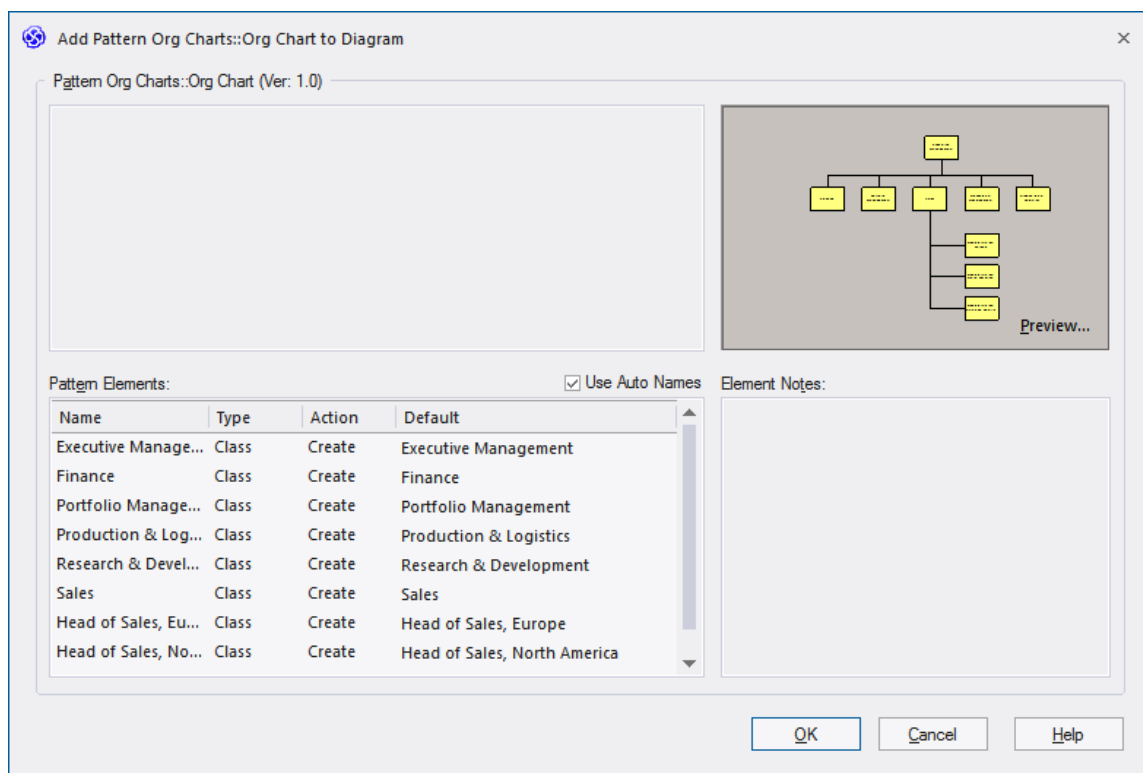 Add Pattern Org Charts::Org Chart to Diagram
Pattern Org Charts::Org Chart (Ver: 1.0)
Preview...
Pattern Elements:
Use Auto Names
Element Notes:
Name Type Action Default
Executive Manage... Class Create Executive Management
Finance Class Create Finance
Portfolio Manage... Class Create Portfolio Management
Production & Log... Class Create Production & Logistics
Research & Devel... Class Create Research & Development
Sales Class Create Sales
Head of Sales, Eu... Class Create Head of Sales, Europe
Head of Sales, No... Class Create Head of Sales, North America
OK Cancel Help